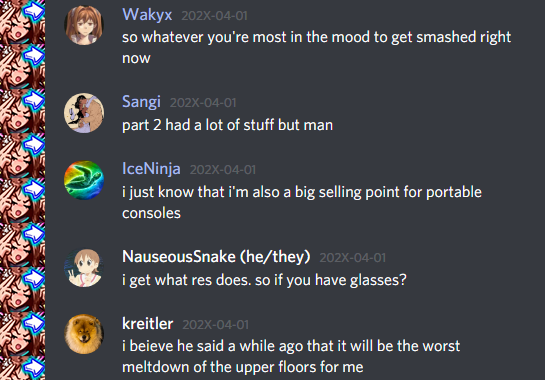 Wakyx 202X-04-01
so whatever you're most in the mood to get smashed right
now
Sangi 202X-04-01
part 2 had a lot of stuff but man
IceNinja 202X-04-01
i just know that i'm also a big selling point for portable
consoles
NauseousSnake (he/they) 202X-04-01
i get what res does. so if you have glasses?
kreitler 202X-04-01
i beieve he said a while ago that it will be the worst
meltdown of the upper floors for me